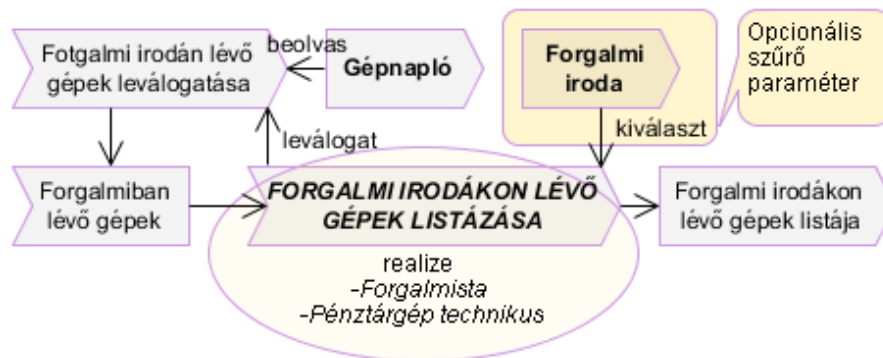 Fotgalmi irodán lévő
gépek leválogatása
beolvas
Gépnapló
Forgalmi
iroda
Opcionális
szűrő
paraméter
leválogat
kiválaszt
Forgalmiban
lévő gépek
FORGALMI IRODÁKON LÉVŐ
GÉPEK LISTÁZÁSA
Forgalmi irodákon
lévő gépek listája
realize
-Forgalmista
-Pénztárgép technikus